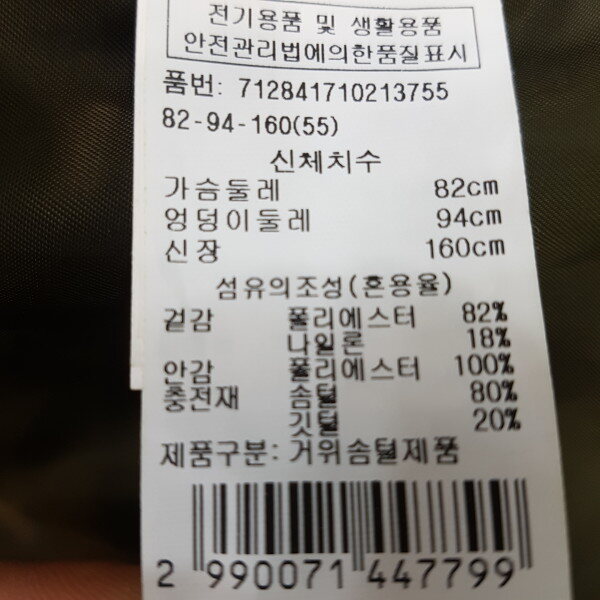 전기용품 및 생활용품
안전관리법에의한품질표시
품번: 712841710213755
82-94-160(55)
신체치수
가슴둘레 82cm
엉덩이둘레 94cm
신장 160cm
섬유의조성(혼용율)
겉감 폴리에스터 82%
나일론 18%
안감 폴리에스터 100%
충전재 솜털 80%
깃털 20%
제품구분: 거위솜털제품
2 990071 447799